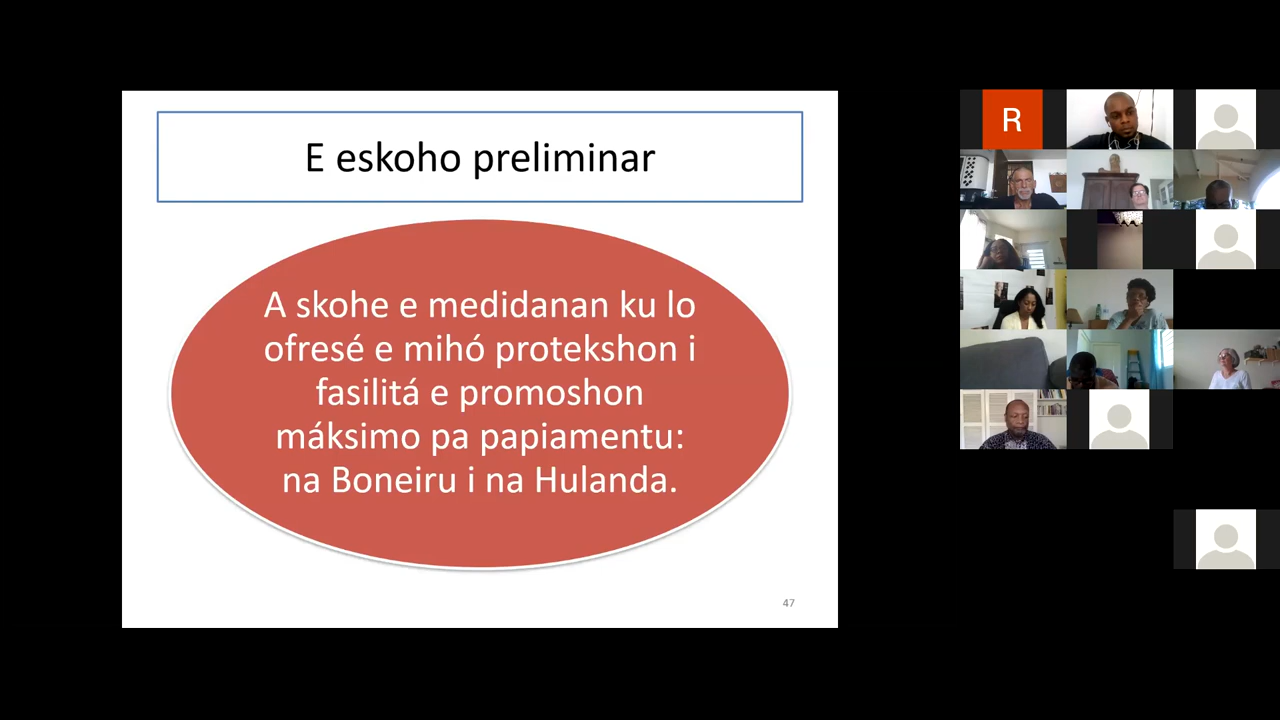 E eskoho preliminar
A skohe e medidanan ku lo
ofresé e mihó protekshon i
fasilitá e promoshon
máksimo pa papiamentu:
na Boneiru i na Hulanda.
47
R